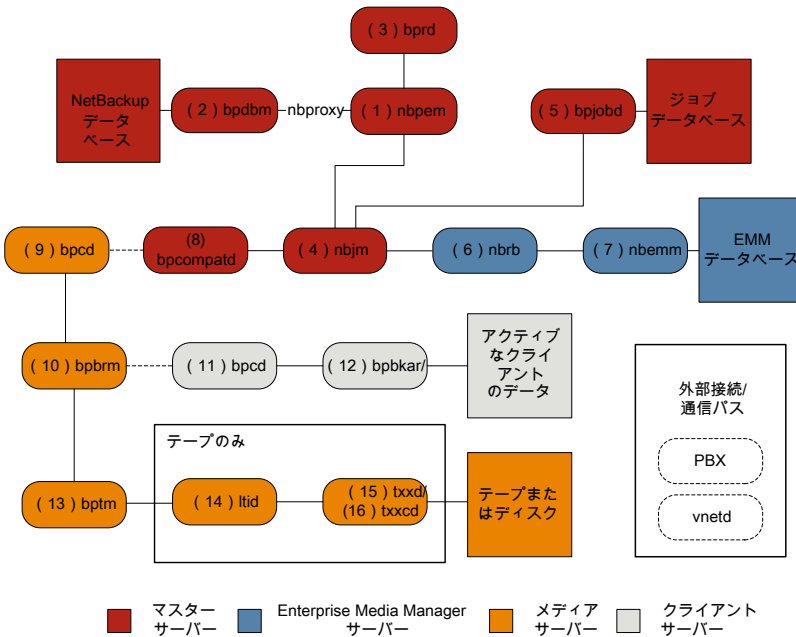 (3) bprd
NetBackup
データ
ベース
(2) bpdbm
nbproxy
(1) nbpem
(5) bpjobd
ジョブ
データベース
(9) bpcd
(8)
bpcompatd
(4) nbjm
(6) nbrb
(7) nbemm
EMM
データベース
(10) bpbrm
(11) bpcd
(12) bpbkar/
アクティブ
なクライ
アント
のデータ
外部接続/
通信パス
PBX
vnetd
テープのみ
(13) bptm
(14) ltid
(15) txxd/
(16) txxcd
テープまた
はディスク
マスター
サーバー
Enterprise Media Manager
サーバー
メディア
サーバー
クライアント
サーバー